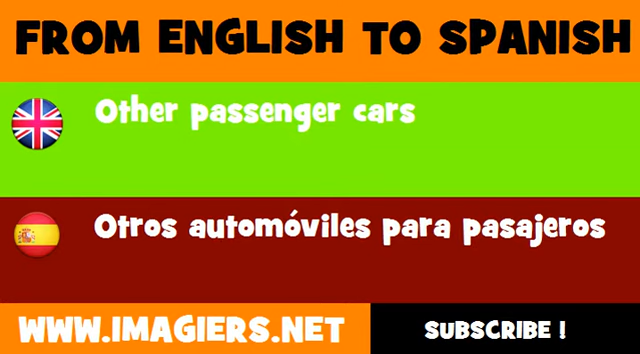 FROM ENGLISH TO SPANISH
Other passenger cars
Otros automóviles para pasajeros
WWW.IMAGIERS.NET
SUBSCRIBE !